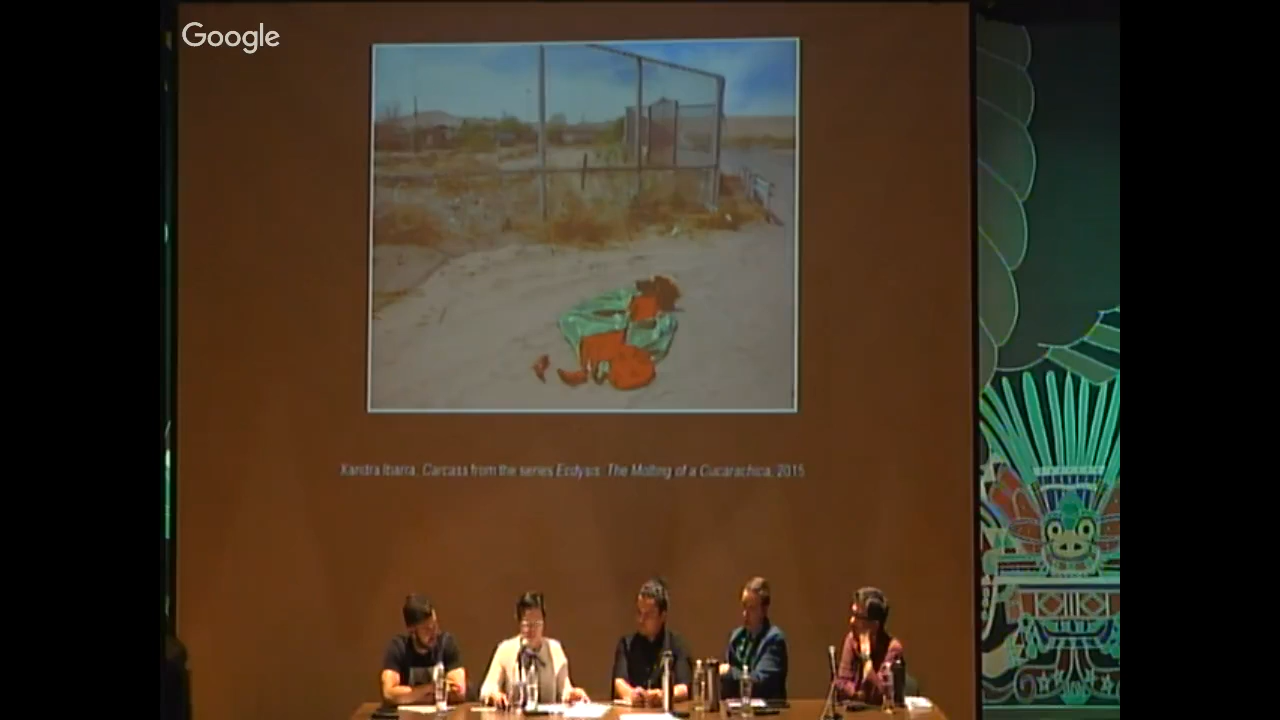 Google
Xandra Ibarra, Carcass from the series Ecdysis: The Molting of a Cucarachica, 2015